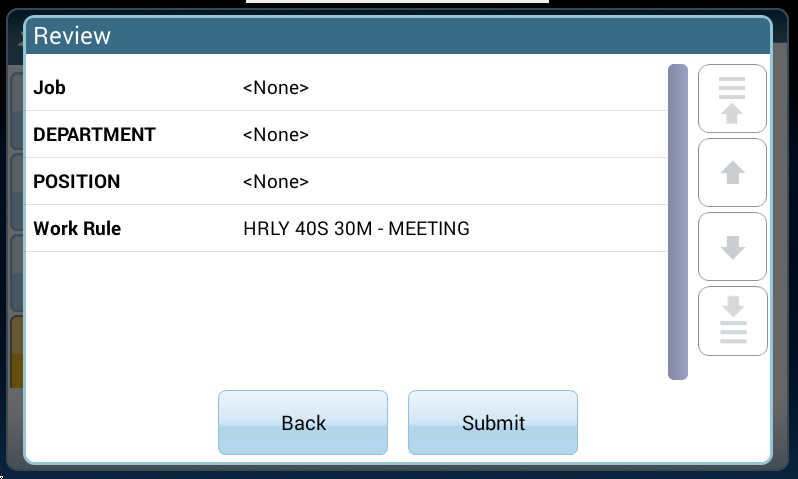 Review
Job <None>
DEPARTMENT <None>
POSITION <None>
Work Rule HRLY 40S 30M - MEETING
Back Submit